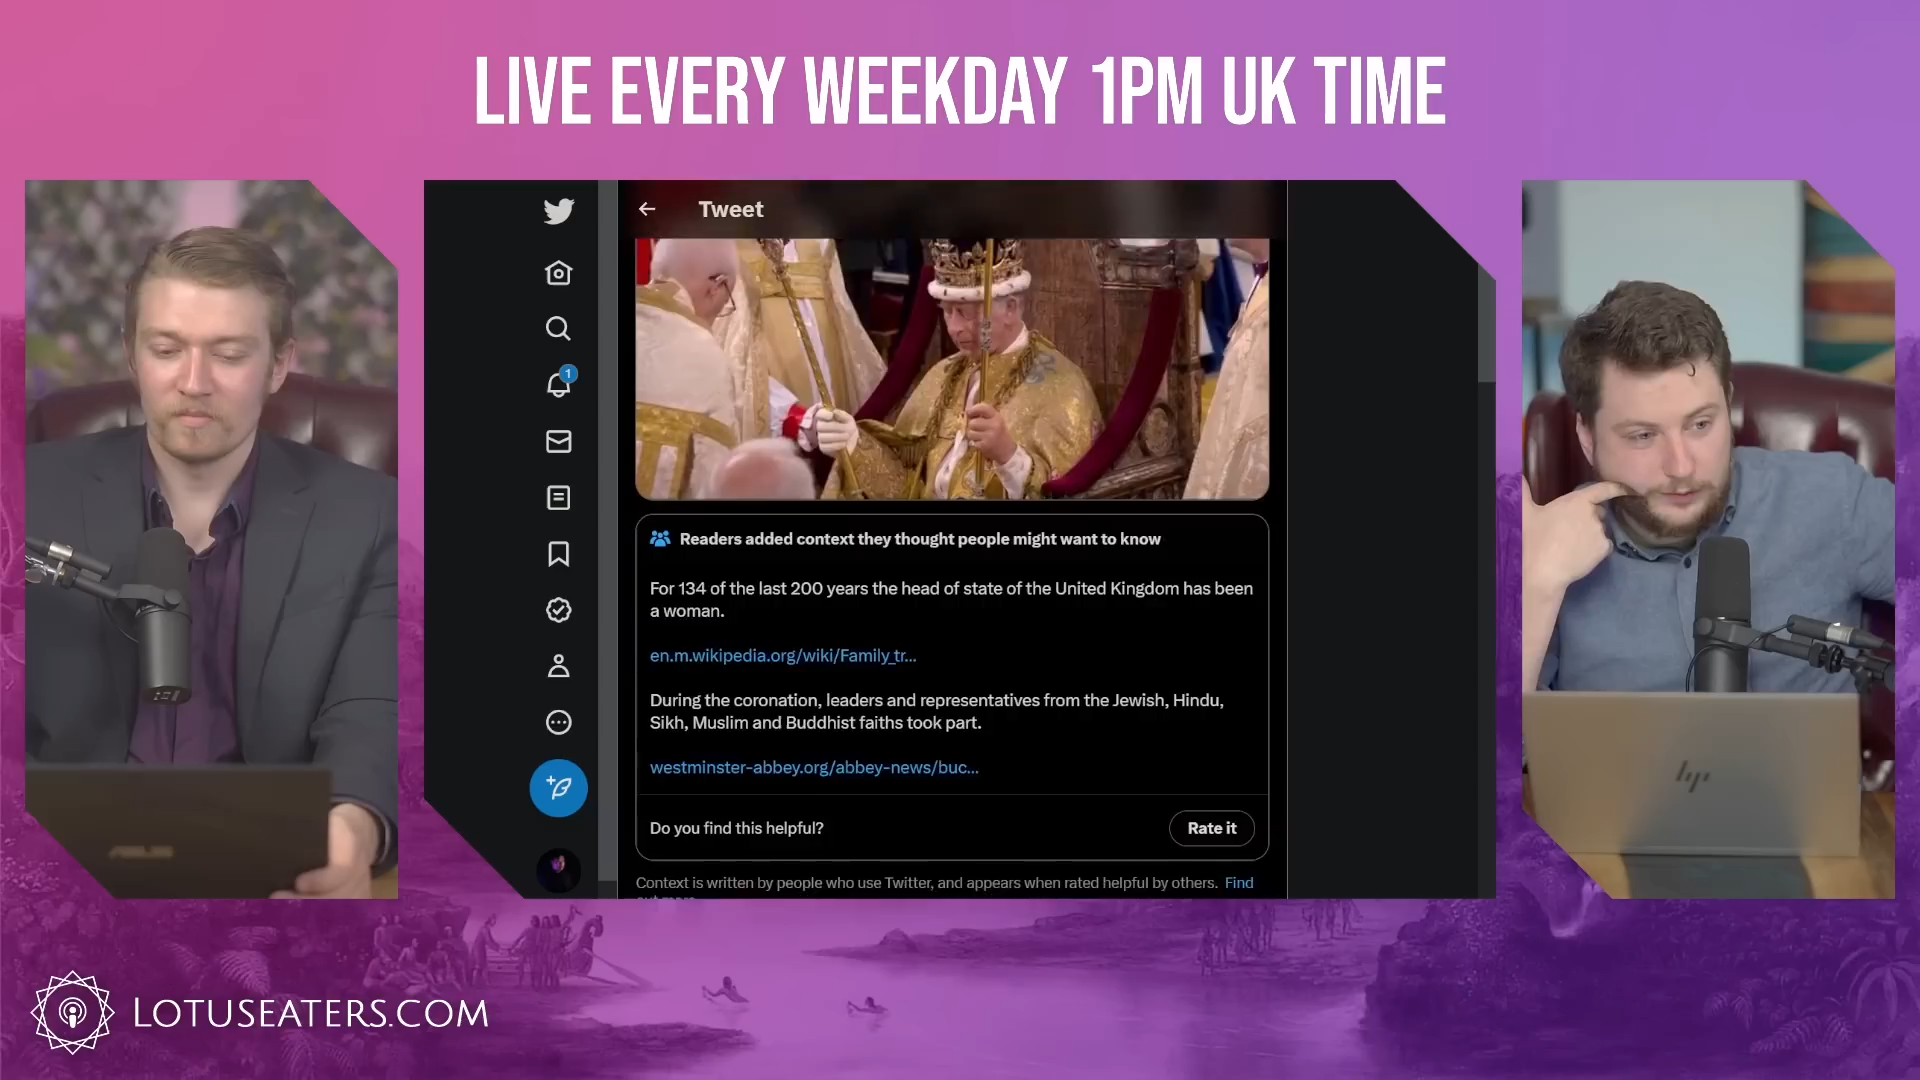 LIVE EVERY WEEKDAY 1PM UK TIME
Tweet
1
Readers added context they thought people might want to know
For 134 of the last 200 years the head of state of the United Kingdom has been
a woman.
en.m.wikipedia.org/wiki/Family_tr...
During the coronation, leaders and representatives from the Jewish, Hindu,
Sikh, Muslim and Buddhist faiths took part.
westminster-abbey.org/abbey-news/buc...
Do you find this helpful?
Rate it
Context is written by people who use Twitter, and appears when rated helpful by others. Find
ASUS
hp
LOTUSEATERS.COM